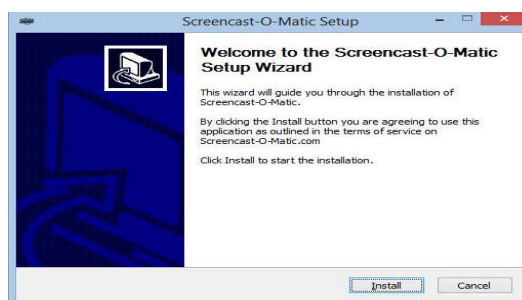 Screencast-O-Matic Setup
Welcome to the Screencast-O-Matic
Setup Wizard
This wizard will guide you through the installation of
Screencast-O-Matic.
By clicking the Install button you are agreeing to use this
application as outlined in the terms of service on
Screencast-O-Matic.com
Click Install to start the installation.
Install Cancel